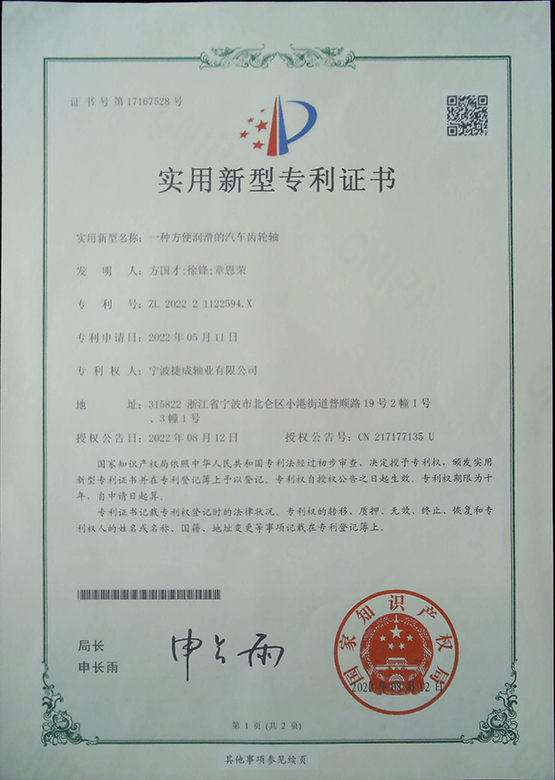 证书号第17167528号
实用新型专利证书
实用新型名称：一种方便润滑的汽车齿轮轴
发明人：方国才;徐锋;章恩荣
专利号：ZL 2022 2 1122594.X
专利申请日：2022年05月11日
专利权人：宁波捷成轴业有限公司
地址：315822 浙江省宁波市北仑区小港街道普顺路19号2幢1号
、3幢1号
授权公告日：2022年08月12日 授权公告号：CN 217177135 U
国家知识产权局依照中华人民共和国专利法经过初步审查，决定授予专利权，颁发实用
新型专利证书并在专利登记簿上予以登记。专利权自授权公告之日起生效。专利权期限为十
年，自申请日起算。
专利证书记载专利权登记时的法律状况。专利权的转移、质押、无效、终止、恢复和专
利权人的姓名或名称、国籍、地址变更等事项记载在专利登记簿上。
局长
申长雨
申长雨
国家知识产权局
2022年08月12日
第1页(共2页)
其他事项参见续页